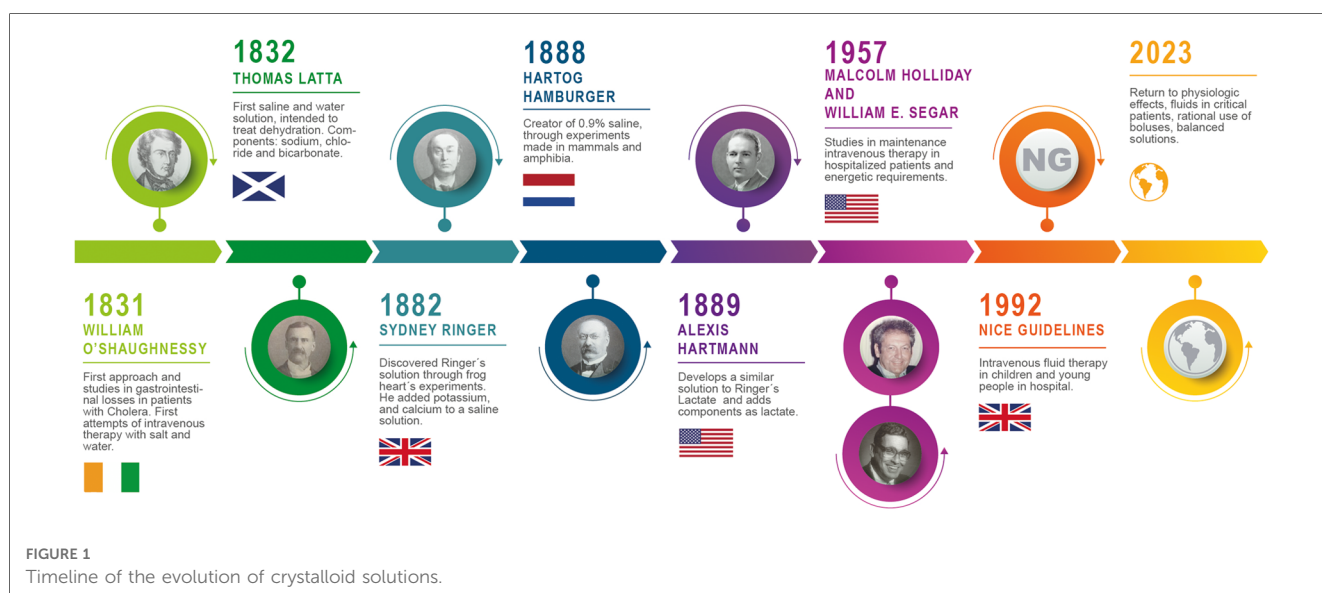 1831
WILLIAM
O'SHAUGHNESSY
First approach and
studies in gastrointesti-
nal losses in patients
with Cholera. First
attempts of intravenous
therapy with salt and
water.
1832
THOMAS LATTA
First saline and water
solution, intended to
treat dehydration. Com-
ponents: sodium, chlo-
ride and bicarbonate.
1882
SYDNEY RINGER
Discovered Ringer´s
solution through frog
heart´s experiments.
He added potassium,
and calcium to a saline
solution.
1888
HARTOG
HAMBURGER
Creator of 0.9% saline,
through experiments
made in mammals and
amphibia.
1889
ALEXIS
HARTMANN
Develops a similar
solution to Ringer´s
Lactate and adds
components as lactate.
1957
MALCOLM HOLLIDAY
AND
WILLIAM E. SEGAR
Studies in maintenance
intravenous therapy in
hospitalized patients and
energetic requirements.
NG
1992
NICE GUIDELINES
Intravenous fluid therapy
in children and young
people in hospital.
2023
Return to physiologic
effects, fluids in critical
patients, rational use of
boluses, balanced
solutions.
FIGURE 1
Timeline of the evolution of crystalloid solutions.